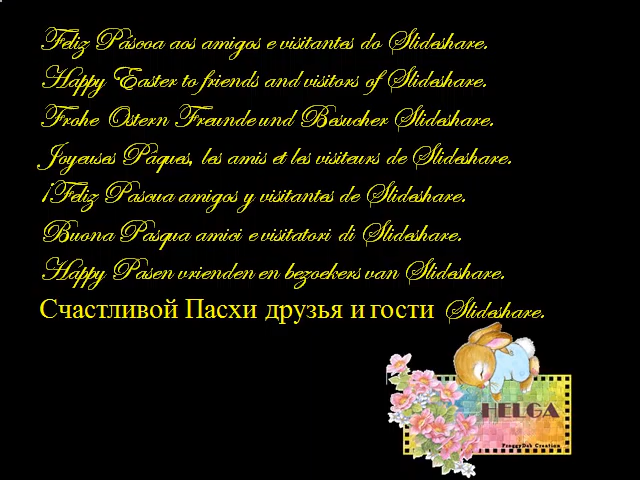 Feliz Páscoa aos amigos e visitantes do Slideshare.
Happy Easter to friends and visitors of Slideshare.
Frohe Ostern Freunde und Besucher Slideshare.
Joyeuses Pâques, les amis et les visiteurs de Slideshare.
¡Feliz Pascua amigos y visitantes de Slideshare.
Buona Pasqua amici e visitatori di Slideshare.
Happy Pasen vrienden en bezoekers van Slideshare.
Счастливой Пасхи друзья и гости Slideshare.
HELGA
FroggyDeb Creation